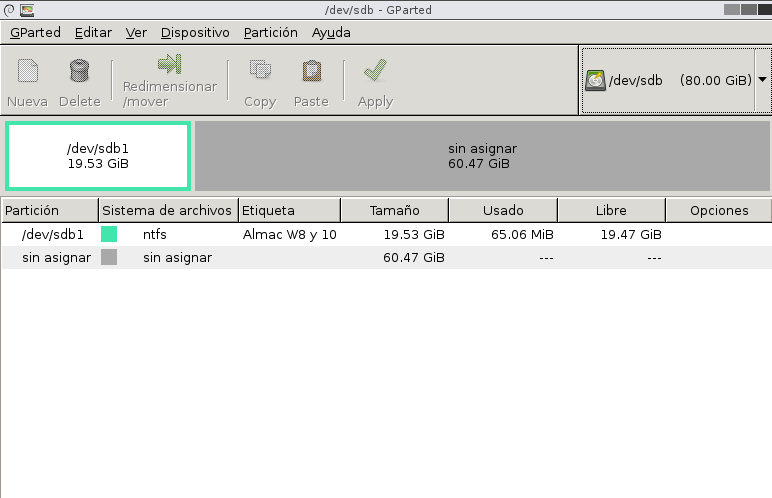 /dev/sdb - GParted
GParted Editar Ver Dispositivo Partición Ayuda
Nueva Delete Redimensionar/mover Copy Paste Apply /dev/sdb (80.00 GiB)
/dev/sdb1 sin asignar
19.53 GiB 60.47 GiB
Partición Sistema de archivos Etiqueta Tamaño Usado Libre Opciones
/dev/sdb1 ntfs Almac W8 y 10 19.53 GiB 65.06 MiB 19.47 GiB
sin asignar sin asignar 60.47 GiB --- ---